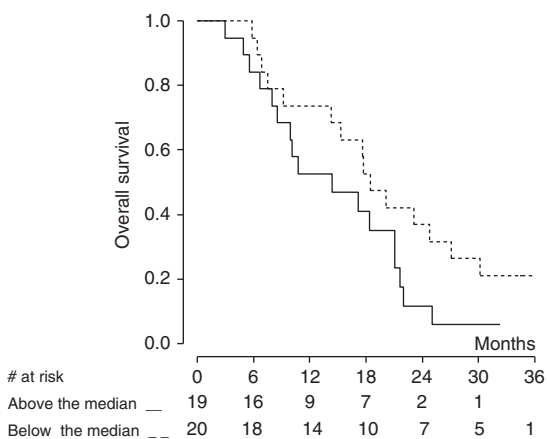 1.0
0.8
0.6
0.4
0.2
0.0
Overall survival
Months
# at risk 0 6 12 18 24 30 36
Above the median __ 19 16 9 7 2 1
Below the median _ _ 20 18 14 10 7 5 1